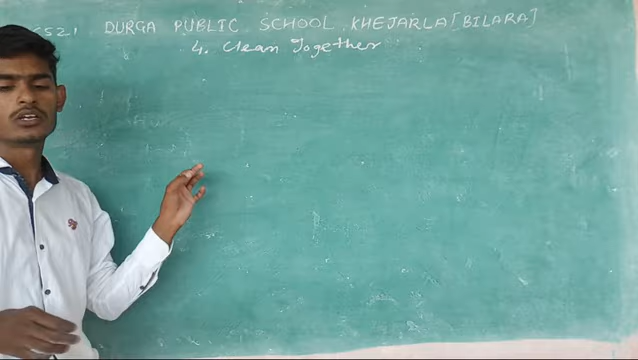 DURGA PUBLIC SCHOOL KHEJARLA [BILARA]
4. Clean Together